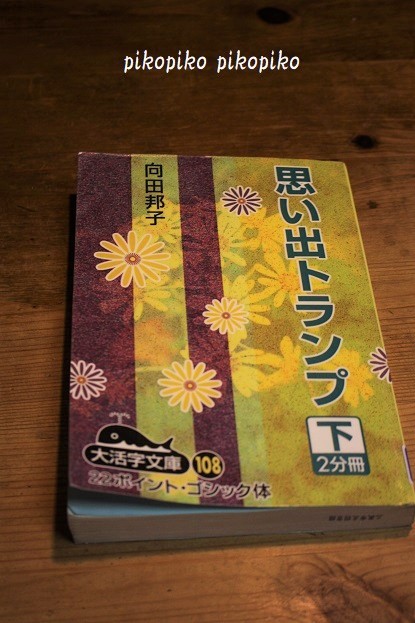 pikopiko pikopiko
思い出トランプ
下
2分冊
向田邦子
大活字文庫
108
22ポイント・ゴシック体